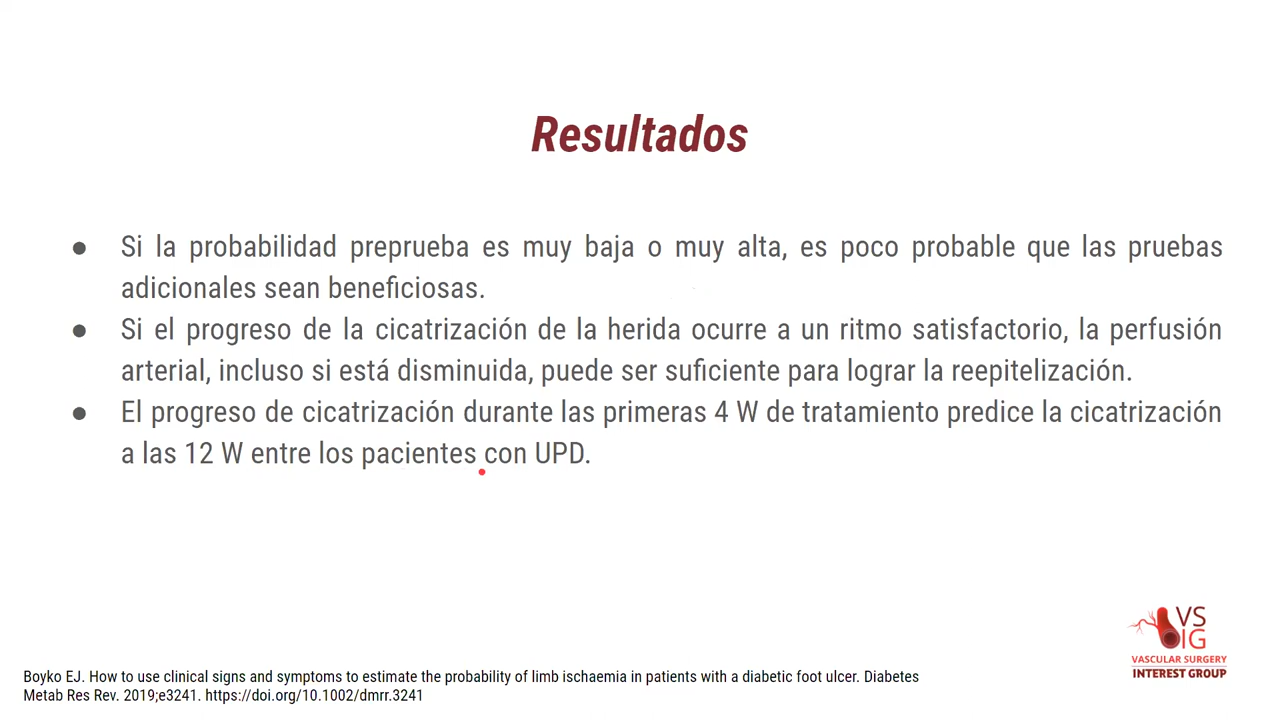 Resultados
● Si la probabilidad preprueba es muy baja o muy alta, es poco probable que las pruebas
adicionales sean beneficiosas.
● Si el progreso de la cicatrización de la herida ocurre a un ritmo satisfactorio, la perfusión
arterial, incluso si está disminuida, puede ser suficiente para lograr la reepitelización.
● El progreso de cicatrización durante las primeras 4 W de tratamiento predice la cicatrización
a las 12 W entre los pacientes con UPD.
VS
IG
VASCULAR SURGERY
INTEREST GROUP
Boyko EJ. How to use clinical signs and symptoms to estimate the probability of limb ischaemia in patients with a diabetic foot ulcer. Diabetes
Metab Res Rev. 2019;e3241. https://doi.org/10.1002/dmrr.3241